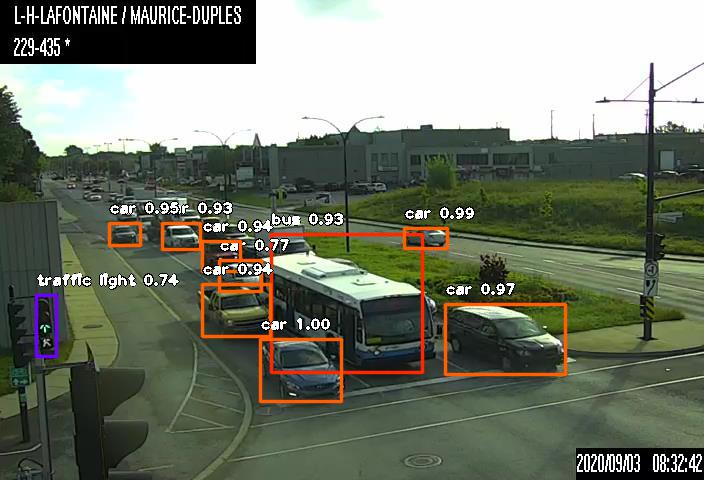 L-H-LAFONTAINE / MAURICE-DUPLES
229-435 *
car 0.95
r 0.93
car 0.94
bus 0.93
car 0.99
car 0.77
car 0.94
traffic light 0.74
car 0.97
car 1.00
2020/09/03 08:32:42